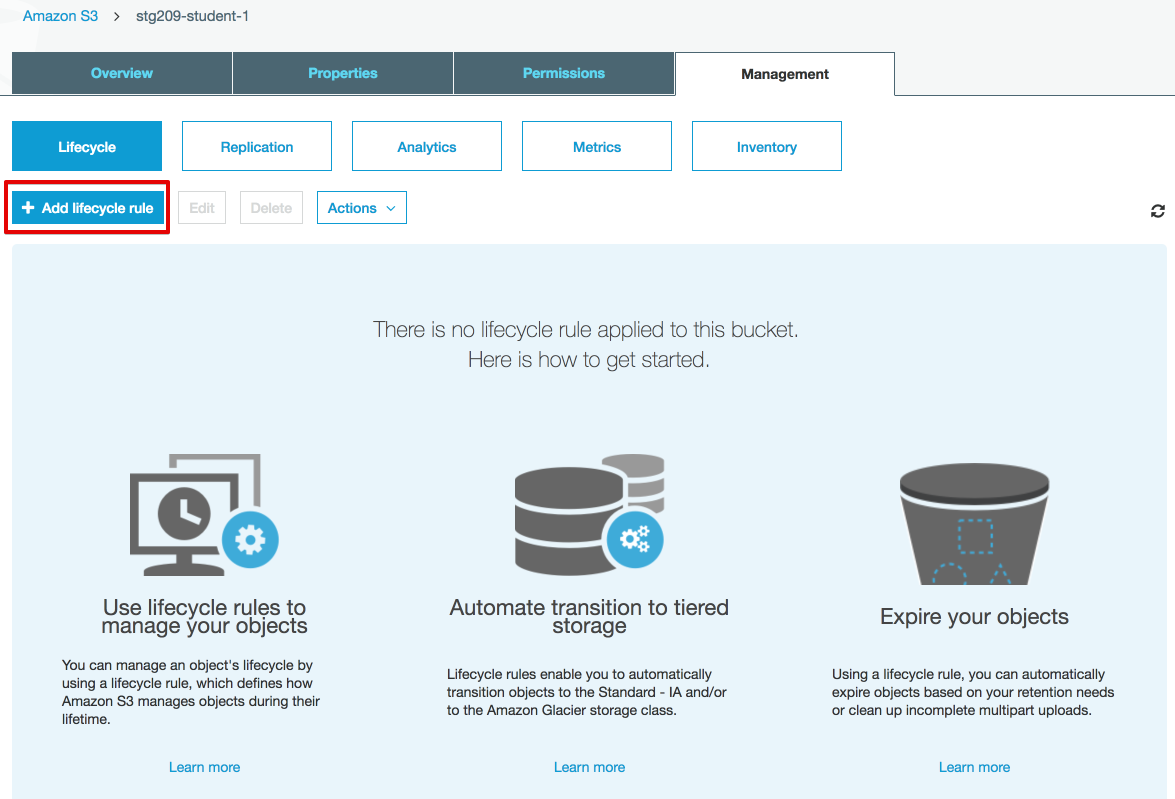 Amazon S3 > stg209-student-1
Overview Properties Permissions Management
Lifecycle Replication Analytics Metrics Inventory
+ Add lifecycle rule Edit Delete Actions
There is no lifecycle rule applied to this bucket.
Here is how to get started.
Use lifecycle rules to
manage your objects
You can manage an object's lifecycle by
using a lifecycle rule, which defines how
Amazon S3 manages objects during their
lifetime.
Learn more
Automate transition to tiered
storage
Lifecycle rules enable you to automatically
transition objects to the Standard - IA and/or
to the Amazon Glacier storage class.
Learn more
Expire your objects
Using a lifecycle rule, you can automatically
expire objects based on your retention needs
or clean up incomplete multipart uploads.
Learn more